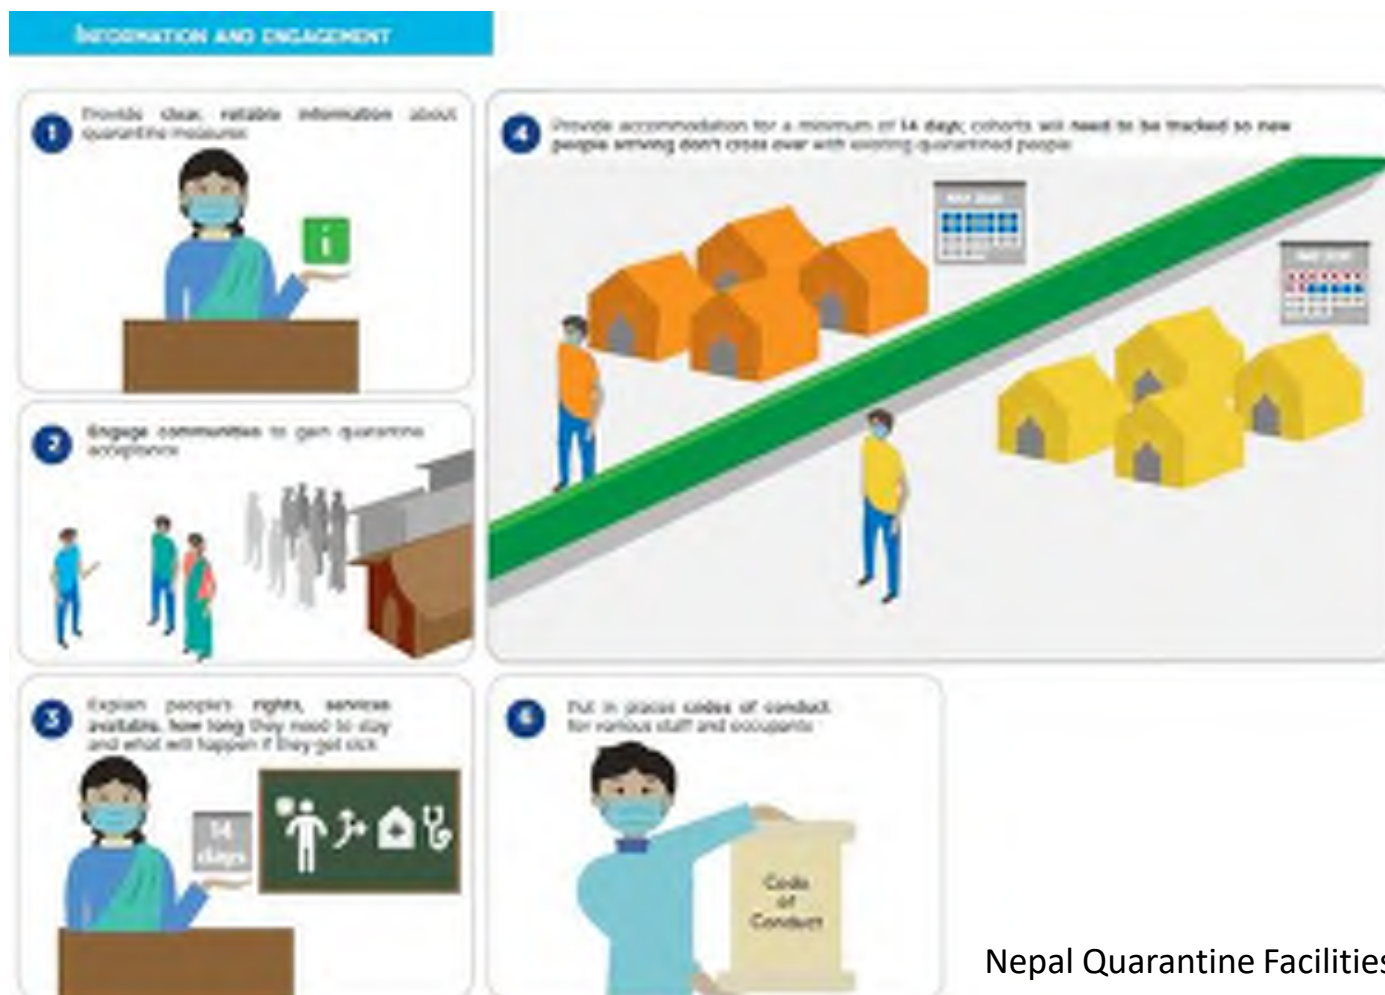 INFORMATION AND ENGAGEMENT
1
Provide clear, reliable information about
quarantine measures
i
2
Engage communities to gain quarantine
acceptance
3
Explain people's rights, services
available, how long they need to stay
and what will happen if they get sick
14
days
4
Provide accommodation for a minimum of 14 days; cohorts will need to be tracked so new
people arriving don't cross over with existing quarantined people
Put in places codes of conduct
for various staff and occupants
Code
of
Conduct
Nepal Quarantine Facilities